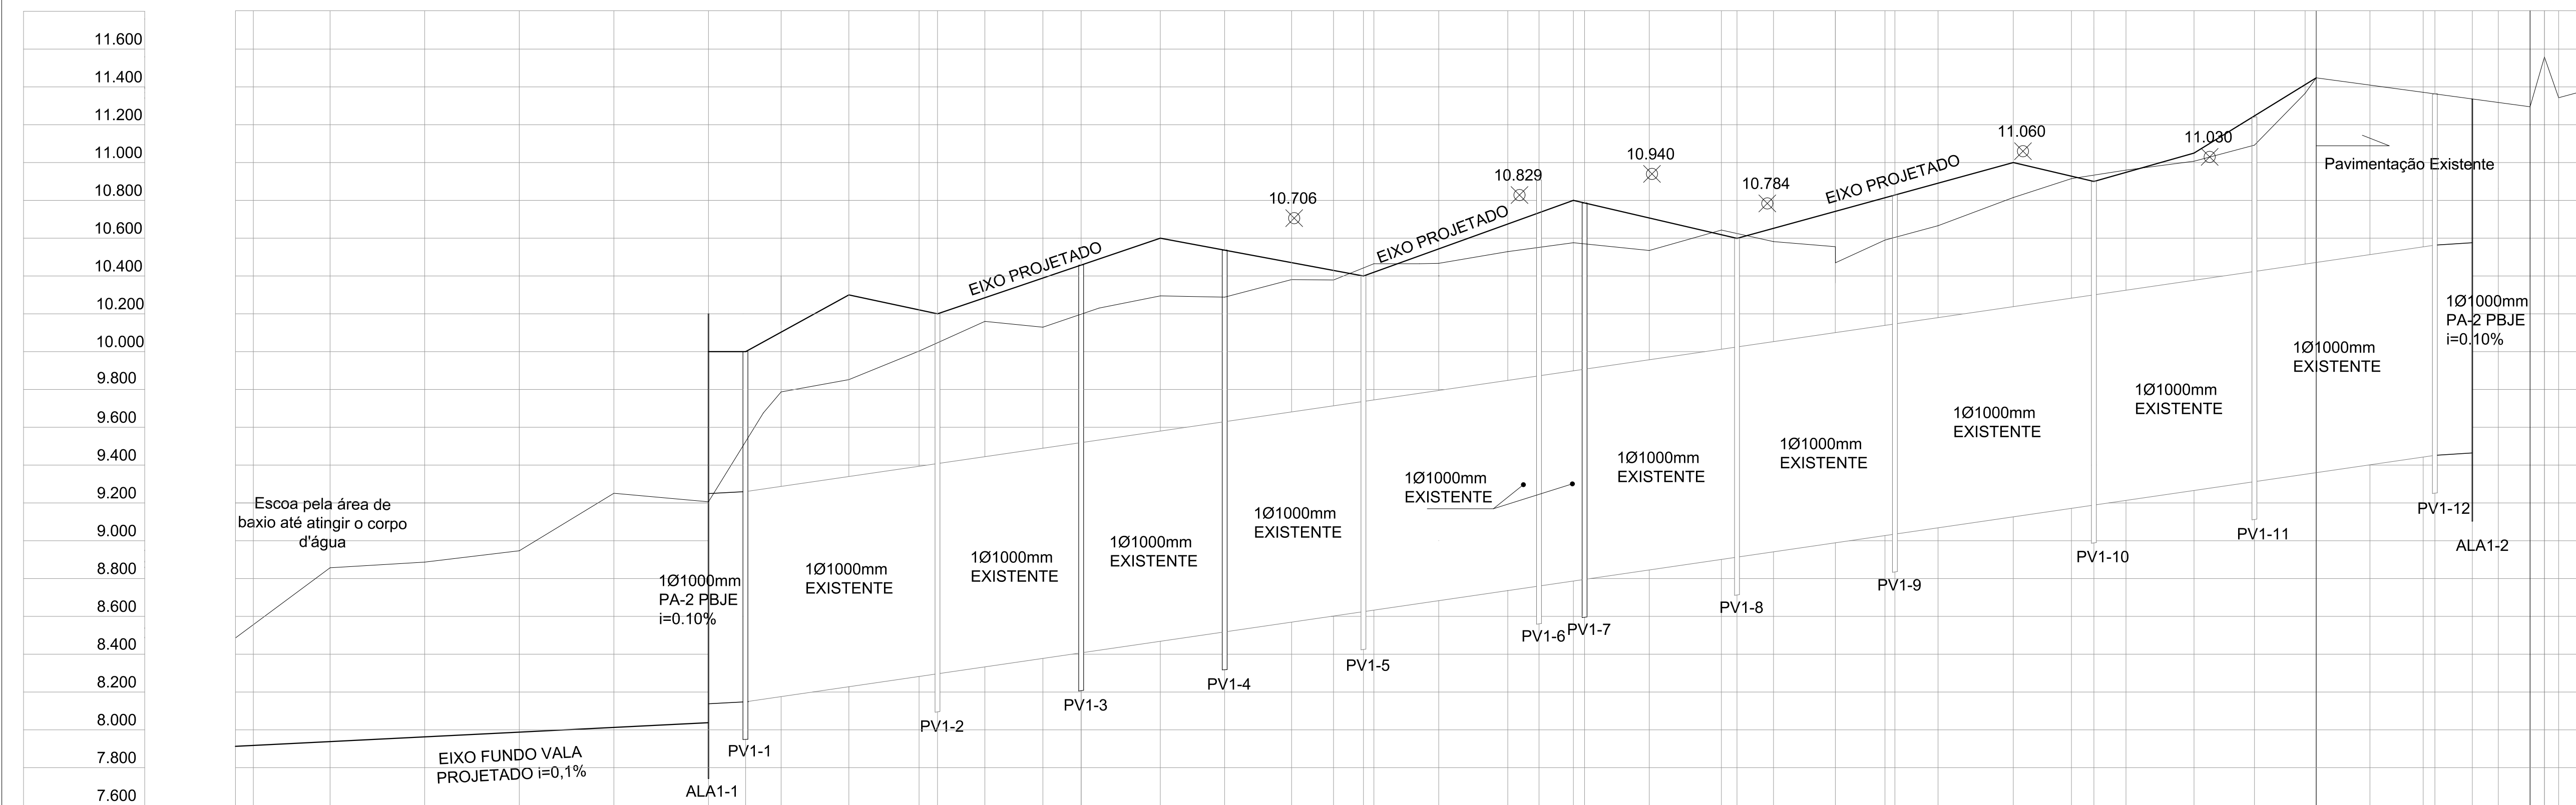 11.600
11.400
11.200
11.000
10.800
10.600
10.400
10.200
10.000
9.800
9.600
9.400
9.200
9.000
8.800
8.600
8.400
8.200
8.000
7.800
7.600
Escoa pela área de
baxio até atingir o corpo
d'água
EIXO FUNDO VALA
PROJETADO i=0,1%
1Ø1000mm
PA-2 PBJE
i=0.10%
ALA1-1
PV1-1
1Ø1000mm
EXISTENTE
PV1-2
EIXO PROJETADO
1Ø1000mm
EXISTENTE
PV1-3
1Ø1000mm
EXISTENTE
PV1-4
10.706
1Ø1000mm
EXISTENTE
PV1-5
EIXO PROJETADO
10.829
1Ø1000mm
EXISTENTE
PV1-6
PV1-7
10.940
1Ø1000mm
EXISTENTE
10.784
PV1-8
EIXO PROJETADO
1Ø1000mm
EXISTENTE
PV1-9
11.060
1Ø1000mm
EXISTENTE
PV1-10
11.030
1Ø1000mm
EXISTENTE
PV1-11
Pavimentação Existente
1Ø1000mm
EXISTENTE
PV1-12
1Ø1000mm
PA-2 PBJE
i=0.10%
ALA1-2